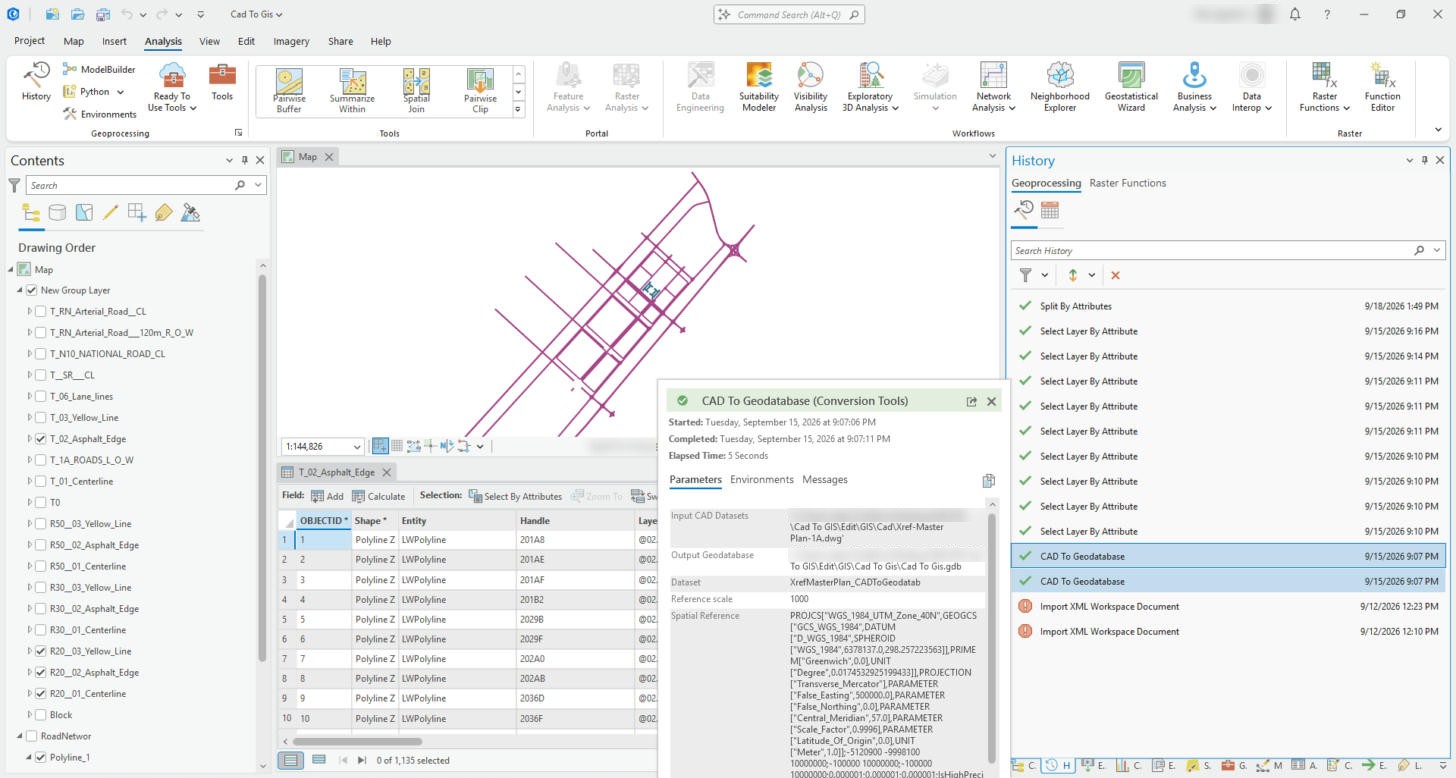 Cad To Gis
Command Search (Alt+Q)
Project Map Insert Analysis View Edit Imagery Share Help
History
ModelBuilder
Python
Environments
Ready To Use Tools
Tools
Geoprocessing
Pairwise Buffer
Summarize Within
Spatial Join
Pairwise Clip
Tools
Feature Analysis
Raster Analysis
Portal
Data Engineering
Suitability Modeler
Visibility Analysis
Exploratory 3D Analysis
Simulation
Network Analysis
Neighborhood Explorer
Geostatistical Wizard
Business Analysis
Data Interop
Workflows
Raster Functions
Function Editor
Raster
Contents
Search
Drawing Order
Map
New Group Layer
T_RN_Arterial_Road__CL
T_RN_Arterial_Road___120m_R_O_W
T_N10_NATIONAL_ROAD_CL
T__SR___CL
T_06_Lane_lines
T_03_Yellow_Line
T_02_Asphalt_Edge
T_1A_ROADS_L_O_W
T_01_Centerline
T0
R50__03_Yellow_Line
R50__02_Asphalt_Edge
R50__01_Centerline
R30__03_Yellow_Line
R30__02_Asphalt_Edge
R30__01_Centerline
R20__03_Yellow_Line
R20__02_Asphalt_Edge
R20__01_Centerline
Block
RoadNetwor
Polyline_1
Map
1:144,826
T_02_Asphalt_Edge
Field: Add Calculate Selection: Select By Attributes Zoom To Sw
OBJECTID * Shape * Entity Handle Laye
1 1 Polyline Z LWPolyline 201A8 @02.
2 2 Polyline Z LWPolyline 201AE @02.
3 3 Polyline Z LWPolyline 201AF @02.
4 4 Polyline Z LWPolyline 201B2 @02.
5 5 Polyline Z LWPolyline 2029B @02.
6 6 Polyline Z LWPolyline 2029F @02.
7 7 Polyline Z LWPolyline 202A0 @02.
8 8 Polyline Z LWPolyline 202AB @02.
9 9 Polyline Z LWPolyline 2036D @02.
10 10 Polyline Z LWPolyline 2036F @02.
0 of 1,135 selected
CAD To Geodatabase (Conversion Tools)
Started: Tuesday, September 15, 2026 at 9:07:06 PM
Completed: Tuesday, September 15, 2026 at 9:07:11 PM
Elapsed Time: 5 Seconds
Parameters Environments Messages
Input CAD Datasets
\Cad To GIS\Edit\GIS\Cad\Xref-Master
Plan-1A.dwg'
Output Geodatabase
To GIS\Edit\GIS\Cad To Gis\Cad To Gis.gdb
Dataset XrefMasterPlan_CADToGeodatab
Reference scale 1000
Spatial Reference PROJCS["WGS_1984_UTM_Zone_40N",GEOGCS
["GCS_WGS_1984",DATUM
["D_WGS_1984",SPHEROID
["WGS_1984",6378137.0,298.257223563]],PRIME
M["Greenwich",0.0],UNIT
["Degree",0.0174532925199433]],PROJECTION
["Transverse_Mercator"],PARAMETER
["False_Easting",500000.0],PARAMETER
["False_Northing",0.0],PARAMETER
["Central_Meridian",57.0],PARAMETER
["Scale_Factor",0.9996],PARAMETER
["Latitude_Of_Origin",0.0],UNIT
["Meter",1.0]];-5120900 -9998100
10000000;-100000 10000000;-100000
10000000;0.000001;0.000001;0.000001;IsHighPreci
History
Geoprocessing Raster Functions
Search History
Split By Attributes 9/18/2026 1:49 PM
Select Layer By Attribute 9/15/2026 9:16 PM
Select Layer By Attribute 9/15/2026 9:14 PM
Select Layer By Attribute 9/15/2026 9:11 PM
Select Layer By Attribute 9/15/2026 9:11 PM
Select Layer By Attribute 9/15/2026 9:11 PM
Select Layer By Attribute 9/15/2026 9:10 PM
Select Layer By Attribute 9/15/2026 9:10 PM
Select Layer By Attribute 9/15/2026 9:10 PM
Select Layer By Attribute 9/15/2026 9:10 PM
CAD To Geodatabase 9/15/2026 9:07 PM
CAD To Geodatabase 9/15/2026 9:07 PM
Import XML Workspace Document 9/12/2026 12:23 PM
Import XML Workspace Document 9/12/2026 12:10 PM
C. H E. C. E. S. G. M A. C. E. L.